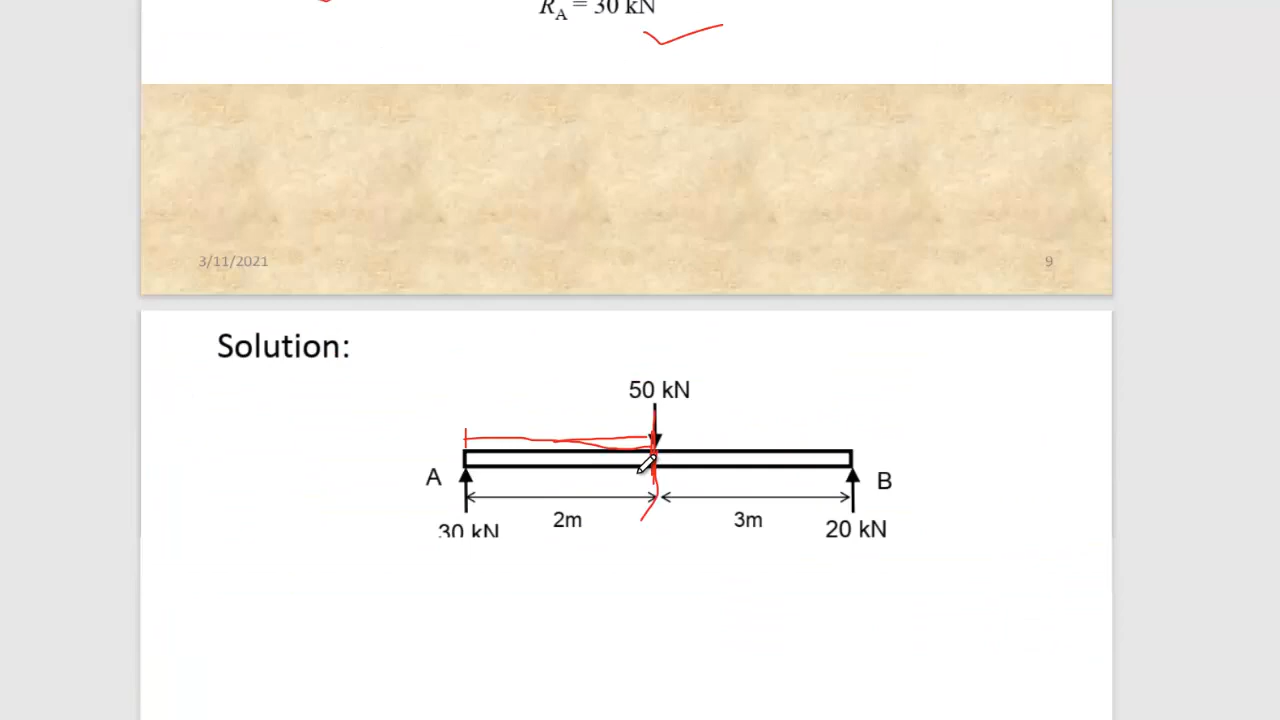 R_A = 30 kN
3/11/2021
9
Solution:
50 kN
A
B
2m
3m
30 kN
20 kN